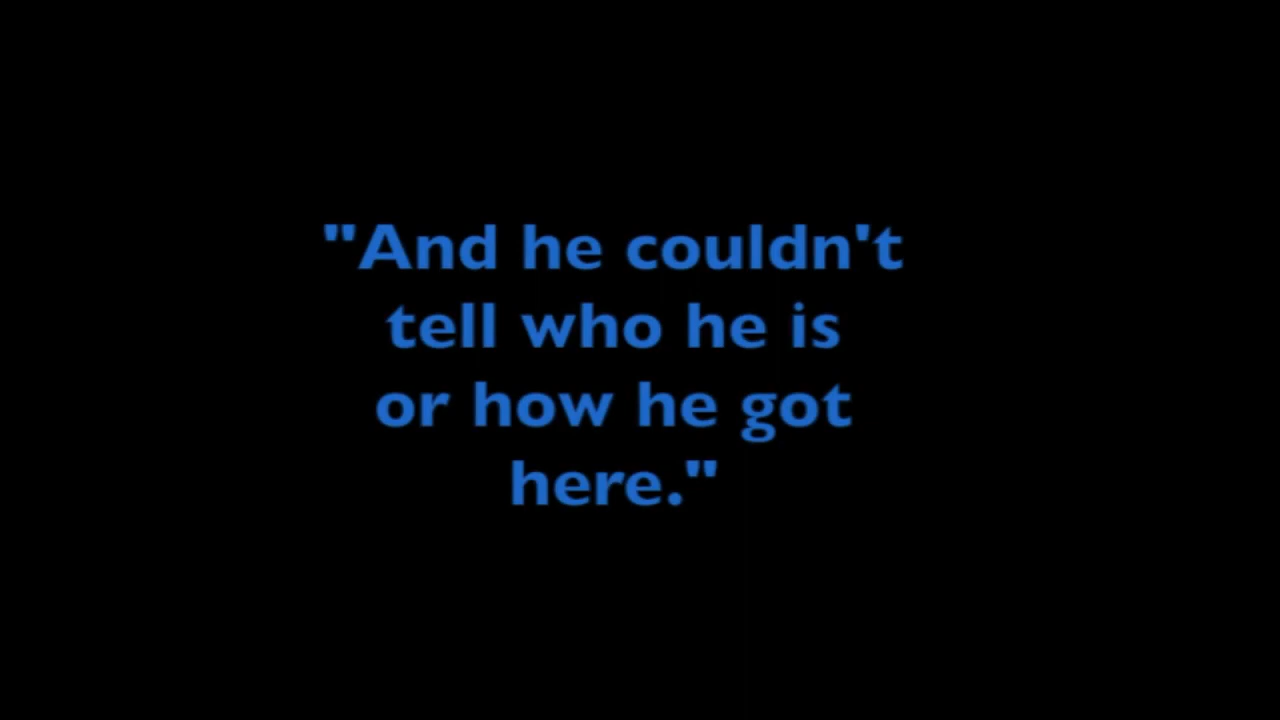 "And he couldn't
tell who he is
or how he got
here."